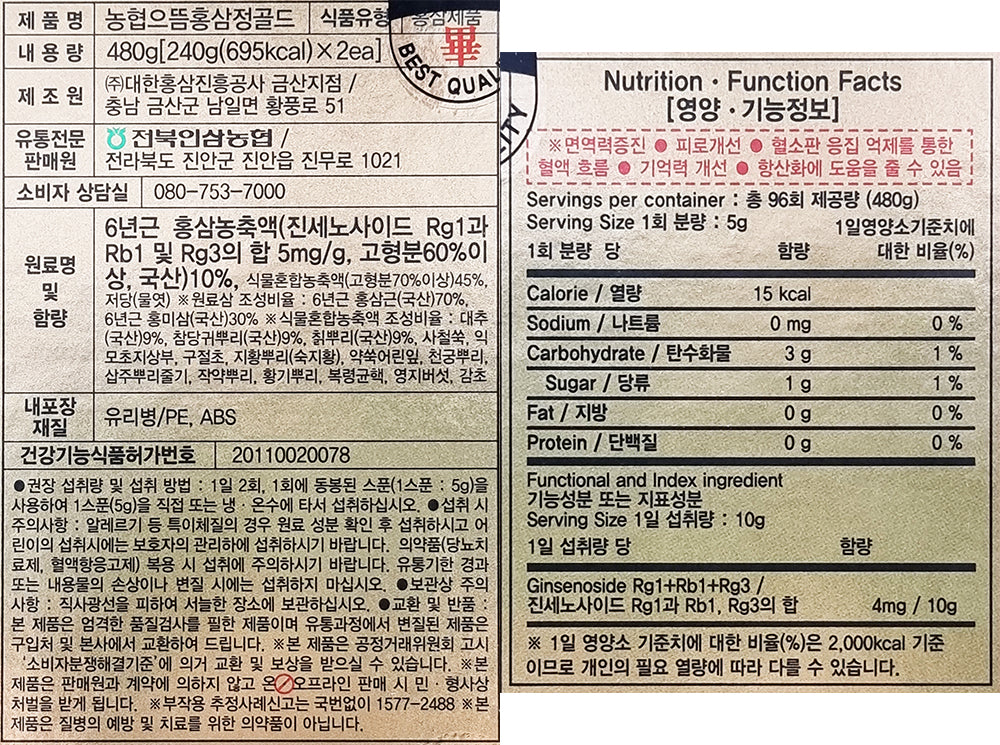 제 품 명 농협으뜸홍삼정골드 식품유형 홍삼제품
내 용 량 480g[240g(695kcal)×2ea]
華
BEST QUALITY
제 조 원 ㈜대한홍삼진흥공사 금산지점 /
충남 금산군 남일면 황풍로 51
유통전문 판매원 전북인삼농협 /
전라북도 진안군 진안읍 진무로 1021
소비자 상담실 080-753-7000
원료명 및 함량
6년근 홍삼농축액(진세노사이드 Rg1과
Rb1 및 Rg3의 합 5mg/g, 고형분60%이
상, 국산)10%, 식물혼합농축액(고형분70%이상)45%,
저당(물엿) ※원료삼 조성비율 : 6년근 홍삼근(국산)70%,
6년근 홍미삼(국산)30% ※식물혼합농축액 조성비율 : 대추
(국산)9%, 참당귀뿌리(국산)9%, 칡뿌리(국산)9%, 사철쑥, 익
모초지상부, 구절초, 지황뿌리(숙지황), 약쑥어린잎, 천궁뿌리,
삽주뿌리줄기, 작약뿌리, 황기뿌리, 복령균핵, 영지버섯, 감초
내포장 재질 유리병/PE, ABS
건강기능식품허가번호 20110020078
●권장 섭취량 및 섭취 방법 : 1일 2회, 1회에 동봉된 스푼(1스푼 : 5g)을
사용하여 1스푼(5g)을 직접 또는 냉 · 온수에 타서 섭취하십시오. ●섭취 시
주의사항 : 알레르기 등 특이체질의 경우 원료 성분 확인 후 섭취하시고 어
린이의 섭취시에는 보호자의 관리하에 섭취하시기 바랍니다. 의약품(당뇨치
료제, 혈액항응고제) 복용 시 섭취에 주의하시기 바랍니다. 유통기한 경과
또는 내용물의 손상이나 변질 시에는 섭취하지 마십시오. ●보관상 주의
사항 : 직사광선을 피하여 서늘한 장소에 보관하십시오. ●교환 및 반품 :
본 제품은 엄격한 품질검사를 필한 제품이며 유통과정에서 변질된 제품은
구입처 및 본사에서 교환하여 드립니다. ※본 제품은 공정거래위원회 고시
'소비자분쟁해결기준'에 의거 교환 및 보상을 받으실 수 있습니다. ※본
제품은 판매원과 계약에 의하지 않고 온 오프라인 판매 시 민 · 형사상
처벌을 받게 됩니다. ※부작용 추정사례신고는 국번없이 1577-2488 ※본
제품은 질병의 예방 및 치료를 위한 의약품이 아닙니다.
Nutrition · Function Facts
[영양 · 기능정보]
※면역력증진 ● 피로개선 ● 혈소판 응집 억제를 통한
혈액 흐름 ● 기억력 개선 ● 항산화에 도움을 줄 수 있음
Servings per container : 총 96회 제공량 (480g)
Serving Size 1회 분량 : 5g 1일영양소기준치에
1회 분량 당 함량 대한 비율(%)
Calorie / 열량 15 kcal
Sodium / 나트륨 0 mg 0 %
Carbohydrate / 탄수화물 3 g 1 %
Sugar / 당류 1 g 1 %
Fat / 지방 0 g 0 %
Protein / 단백질 0 g 0 %
Functional and Index ingredient
기능성분 또는 지표성분
Serving Size 1일 섭취량 : 10g
1일 섭취량 당 함량
Ginsenoside Rg1+Rb1+Rg3 /
진세노사이드 Rg1과 Rb1, Rg3의 합 4mg / 10g
※ 1일 영양소 기준치에 대한 비율(%)은 2,000kcal 기준
이므로 개인의 필요 열량에 따라 다를 수 있습니다.